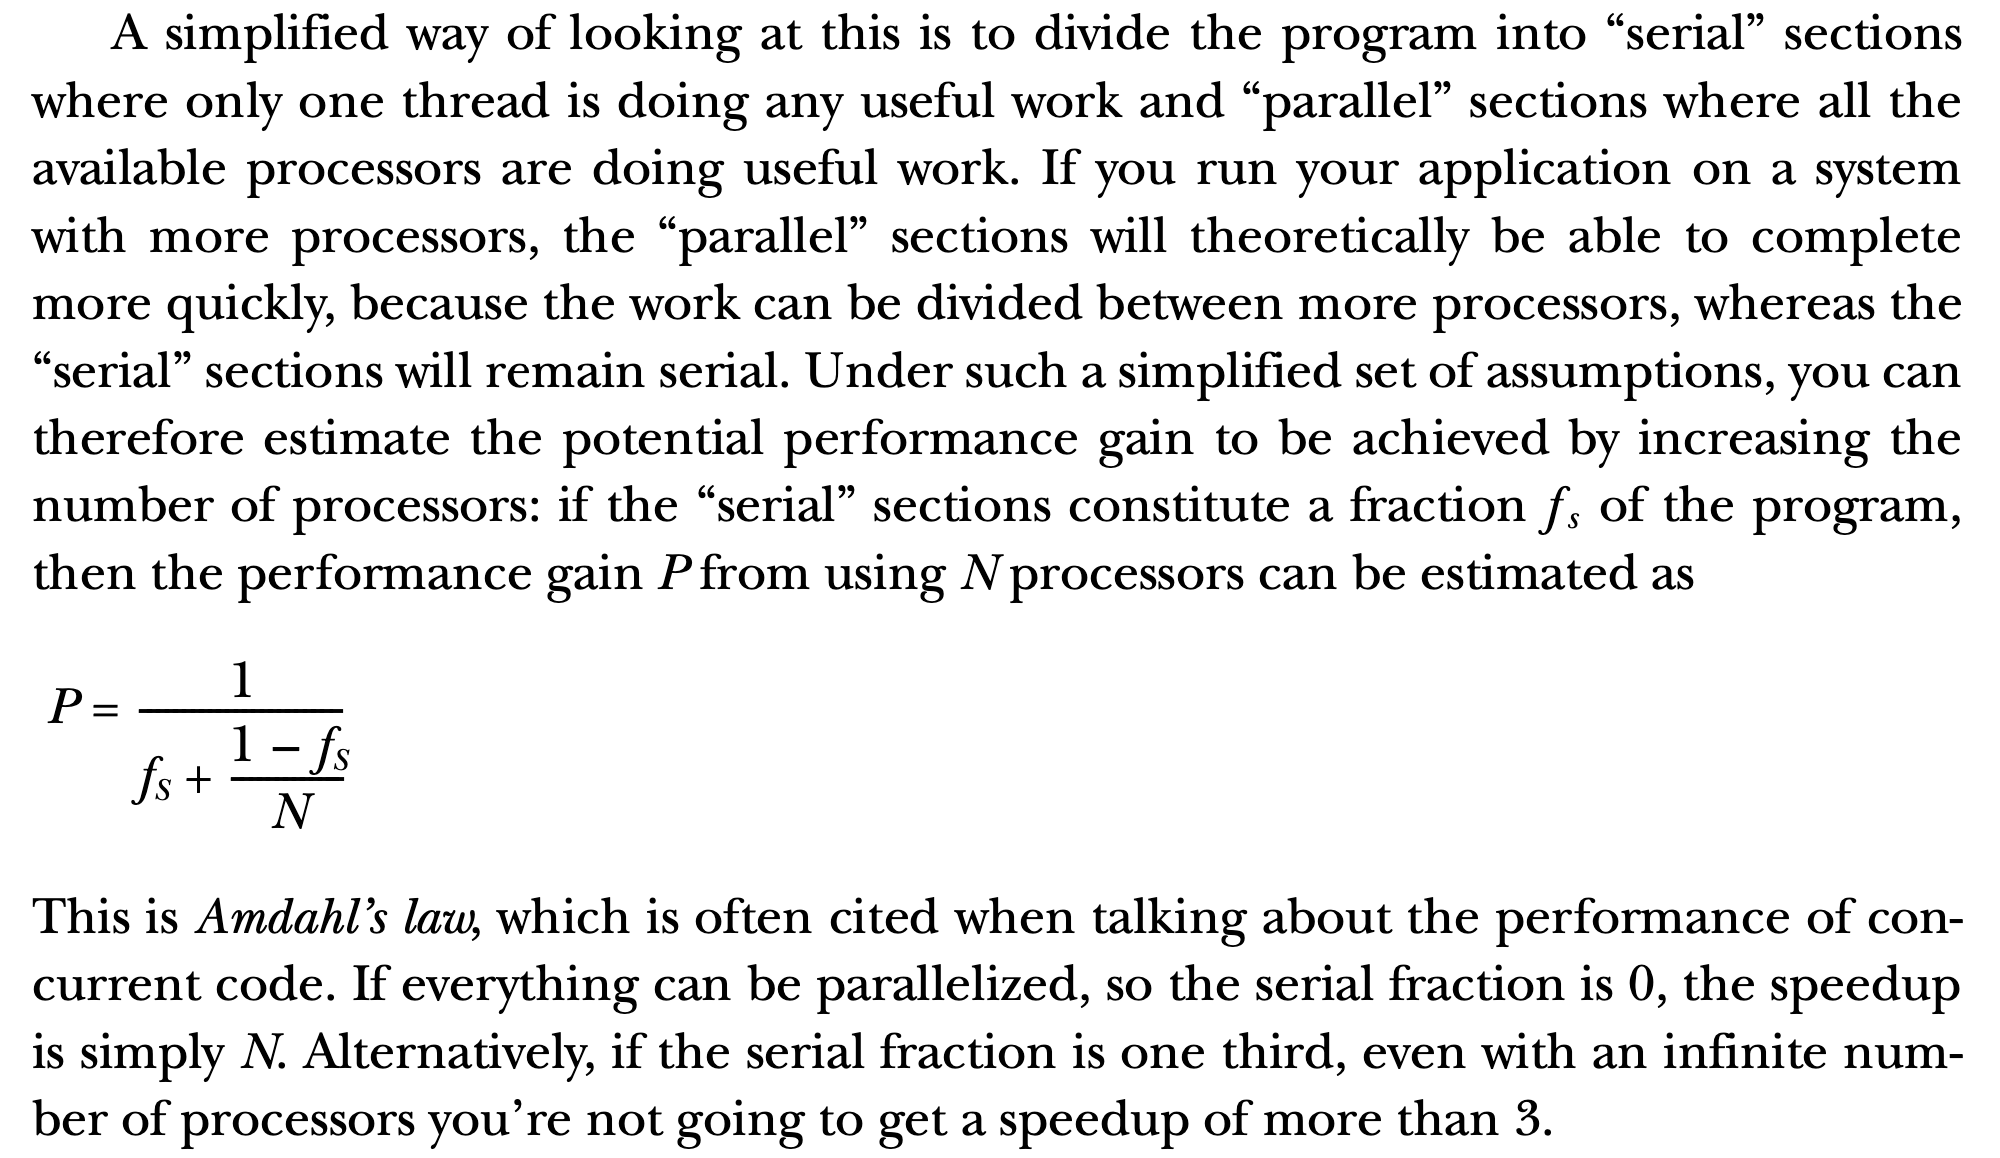 A simplified way of looking at this is to divide the program into “serial” sections
where only one thread is doing any useful work and “parallel” sections where all the
available processors are doing useful work. If you run your application on a system
with more processors, the “parallel” sections will theoretically be able to complete
more quickly, because the work can be divided between more processors, whereas the
“serial” sections will remain serial. Under such a simplified set of assumptions, you can
therefore estimate the potential performance gain to be achieved by increasing the
number of processors: if the “serial” sections constitute a fraction fₛ of the program,
then the performance gain P from using N processors can be estimated as
P =
1
fS +
1 – fS
N
This is Amdahl’s law, which is often cited when talking about the performance of con-
current code. If everything can be parallelized, so the serial fraction is 0, the speedup
is simply N. Alternatively, if the serial fraction is one third, even with an infinite num-
ber of processors you’re not going to get a speedup of more than 3.